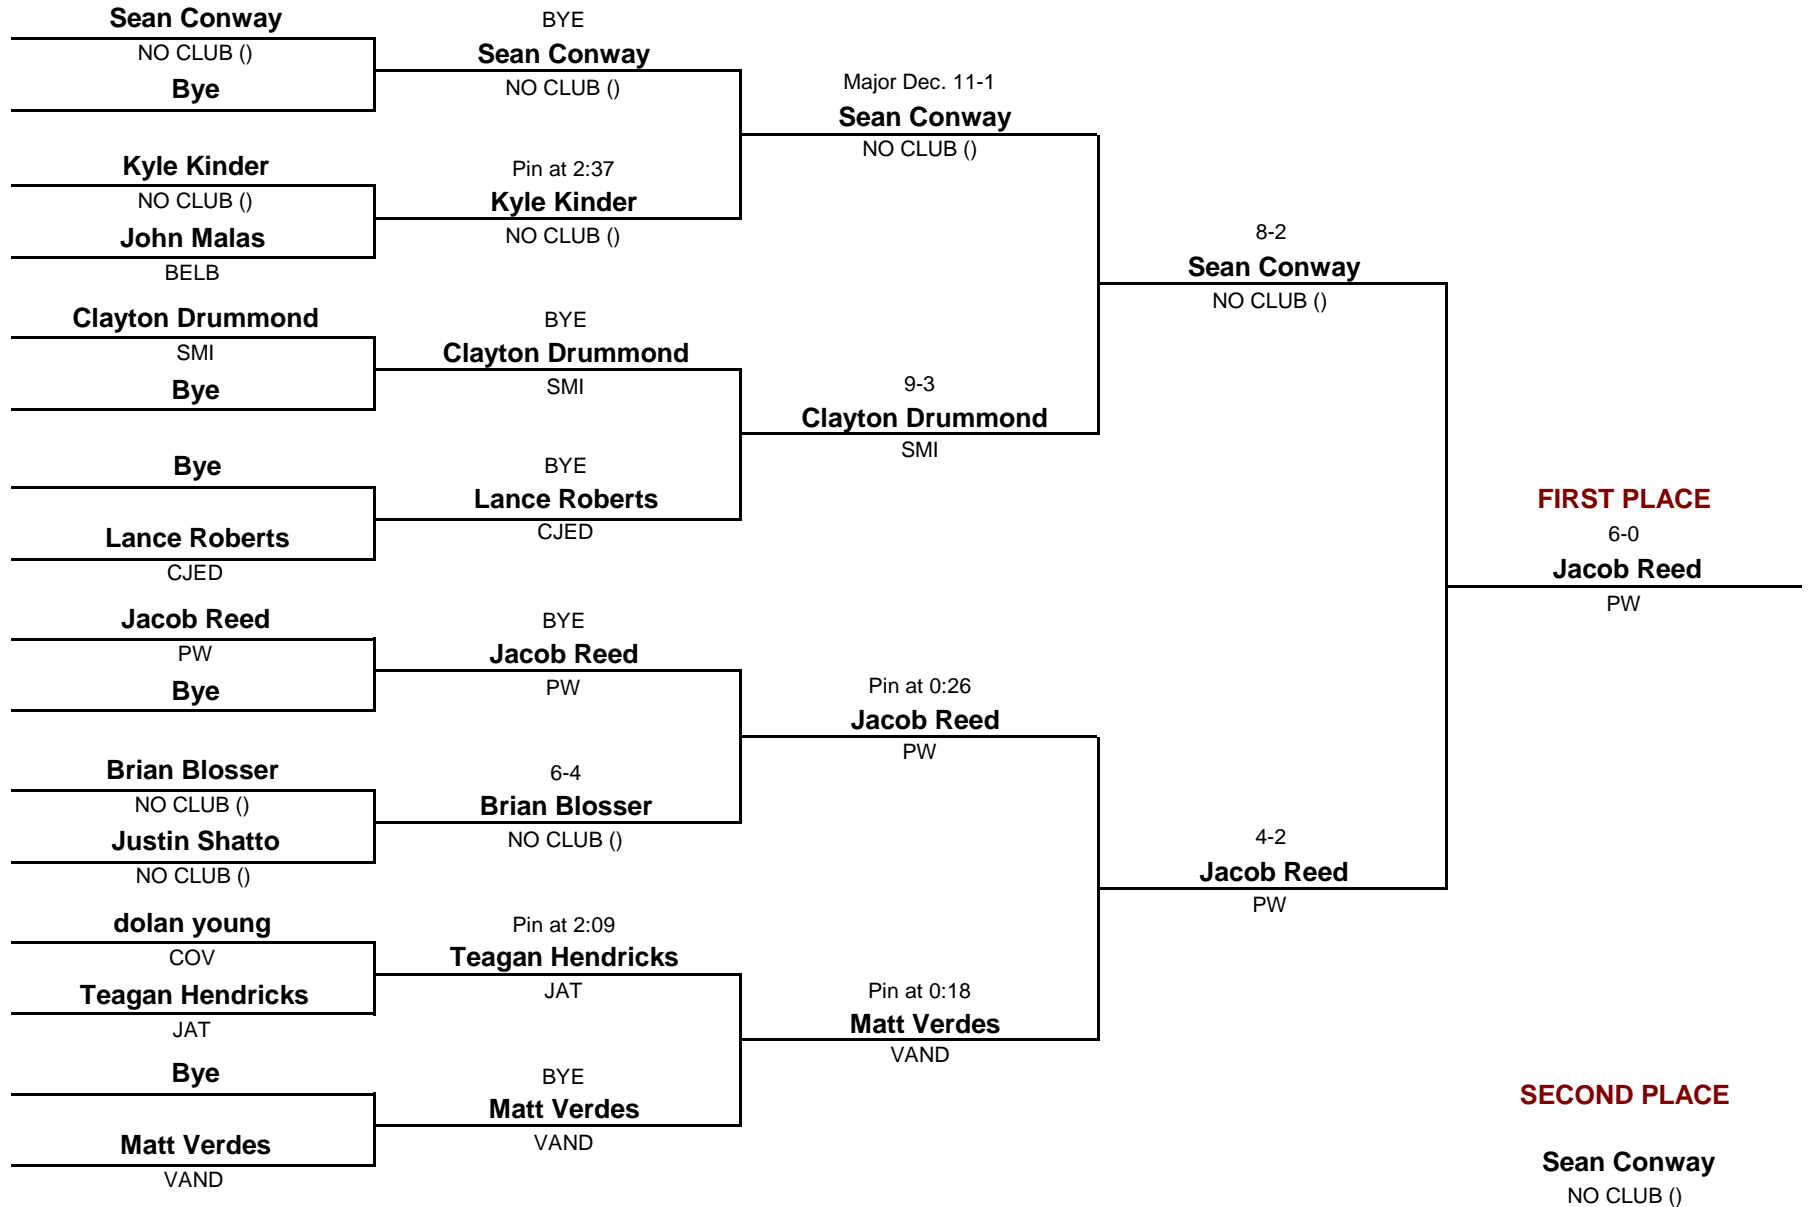 Sean Conway
NO CLUB ()
Bye
Kyle Kinder
NO CLUB ()
John Malas
BELB
Clayton Drummond
SMI
Bye
Bye
Lance Roberts
CJED
Jacob Reed
PW
Bye
Brian Blosser
NO CLUB ()
Justin Shatto
NO CLUB ()
dolan young
COV
Teagan Hendricks
JAT
Bye
Matt Verdes
VAND
BYE
Sean Conway
NO CLUB ()
Pin at 2:37
Kyle Kinder
NO CLUB ()
BYE
Clayton Drummond
SMI
BYE
Lance Roberts
CJED
BYE
Jacob Reed
PW
6-4
Brian Blosser
NO CLUB ()
Pin at 2:09
Teagan Hendricks
JAT
BYE
Matt Verdes
VAND
Major Dec. 11-1
Sean Conway
NO CLUB ()
9-3
Clayton Drummond
SMI
Pin at 0:26
Jacob Reed
PW
Pin at 0:18
Matt Verdes
VAND
8-2
Sean Conway
NO CLUB ()
4-2
Jacob Reed
PW
FIRST PLACE
6-0
Jacob Reed
PW
SECOND PLACE
Sean Conway
NO CLUB ()